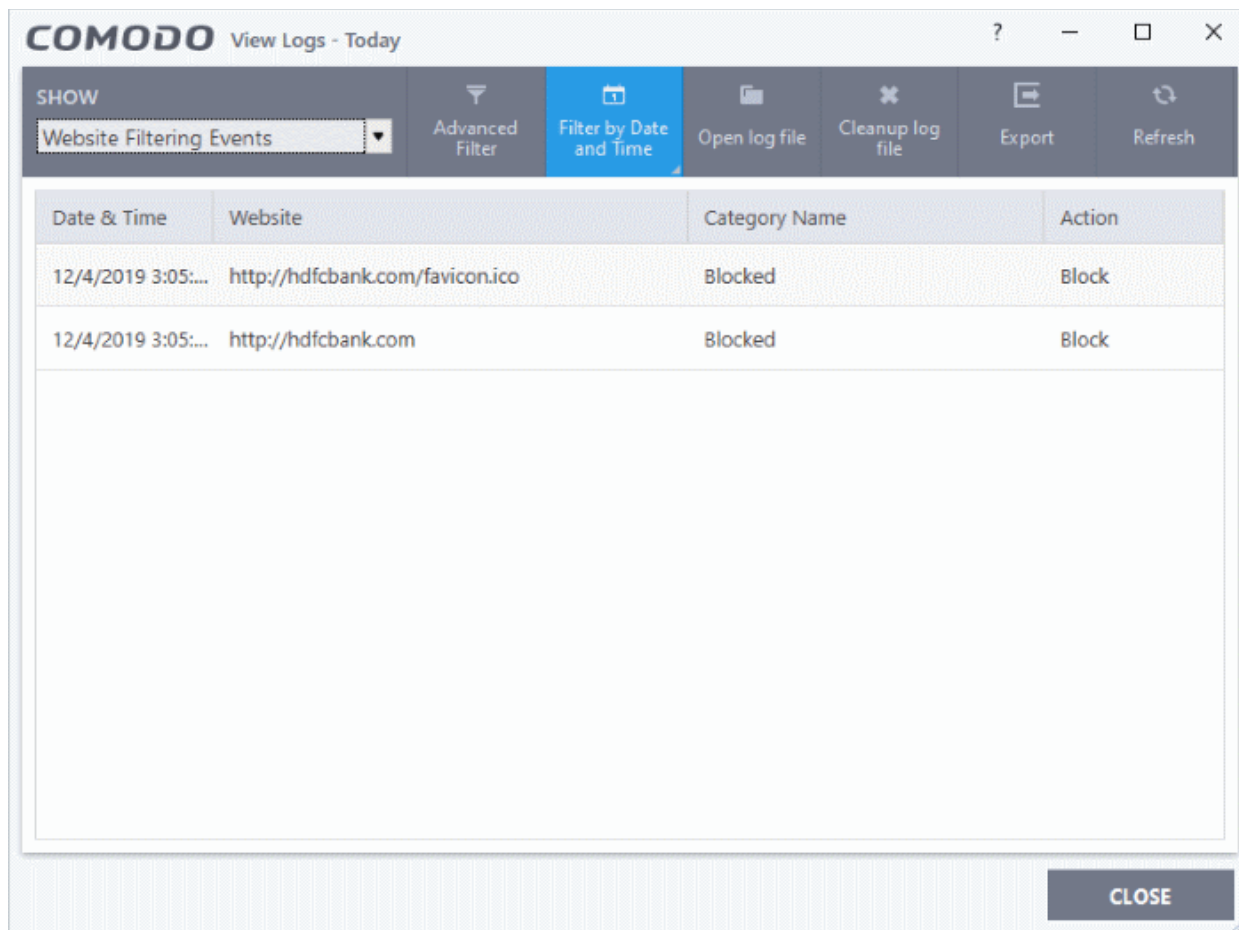 COMODO View Logs - Today
?
SHOW
Website Filtering Events
Advanced
Filter
1
Filter by Date
and Time
Open log file
Cleanup log
file
Export
Refresh
Date & Time Website Category Name Action
12/4/2019 3:05:... http://hdfcbank.com/favicon.ico Blocked Block
12/4/2019 3:05:... http://hdfcbank.com Blocked Block
CLOSE